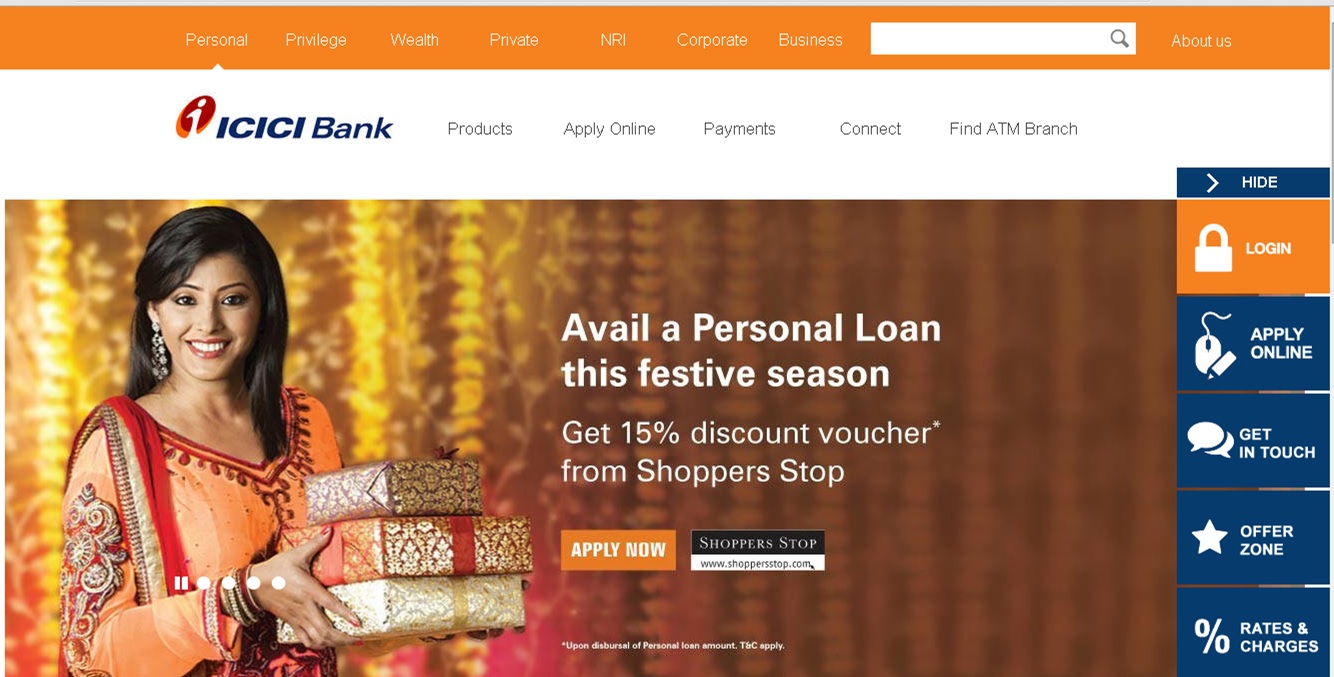 Personal Privilege Wealth Private NRI Corporate Business About us
ICICI Bank Products Apply Online Payments Connect Find ATM Branch
HIDE
LOGIN
APPLY
ONLINE
GET
IN TOUCH
OFFER
ZONE
RATES &
CHARGES
Avail a Personal Loan
this festive season
Get 15% discount voucher*
from Shoppers Stop
APPLY NOW
SHOPPERS STOP
www.shoppersstop.com
*Upon disbursal of Personal loan amount. T&C apply.